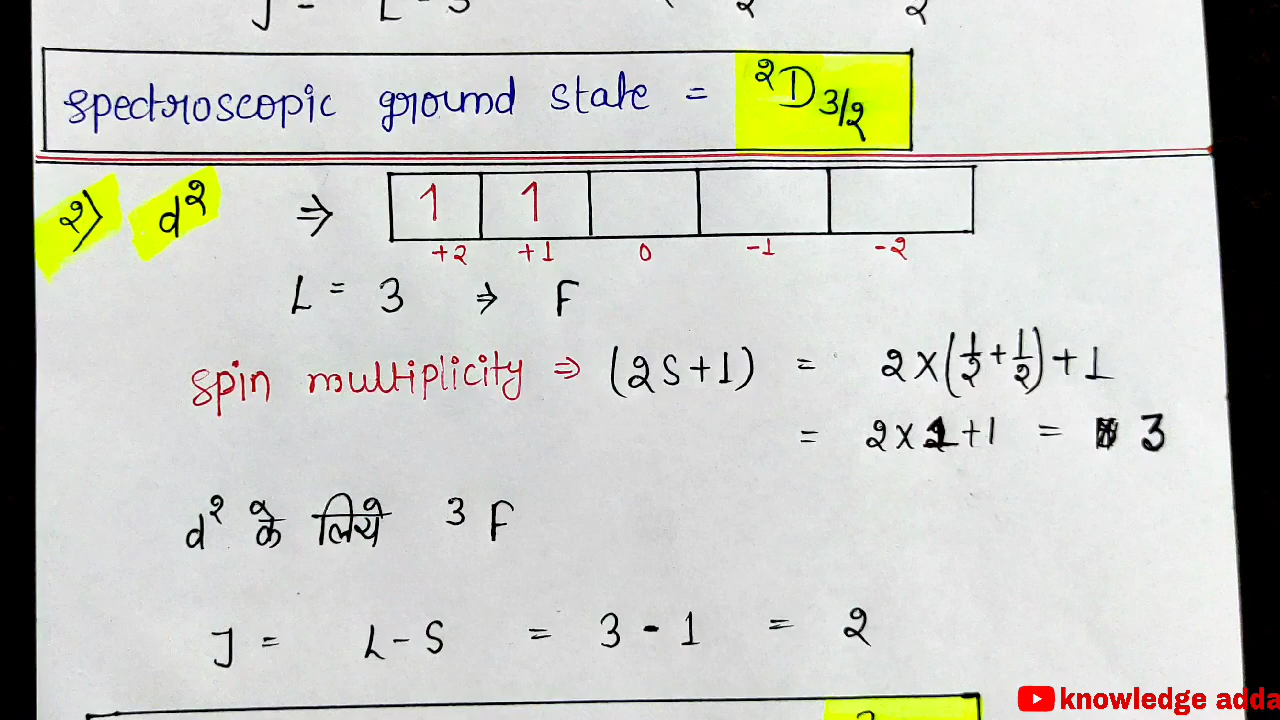 J = L - S
spectroscopic ground state = ²D₃/₂
2) d² ⇒ 1 1
+2 +1 0 -1 -2
L = 3 ⇒ F
spin multiplicity ⇒ (2S+1) = 2×(1/2+1/2)+1
= 2×1+1 = 3
d² के लिये ³F
J = L-S = 3-1 = 2
knowledge adda